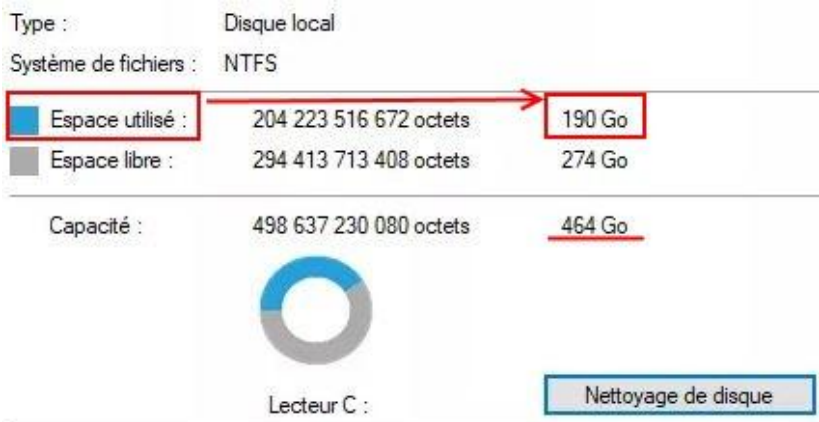 Type : Disque local
Système de fichiers : NTFS
Espace utilisé : 204 223 516 672 octets 190 Go
Espace libre : 294 413 713 408 octets 274 Go
Capacité : 498 637 230 080 octets 464 Go
Lecteur C :
Nettoyage de disque